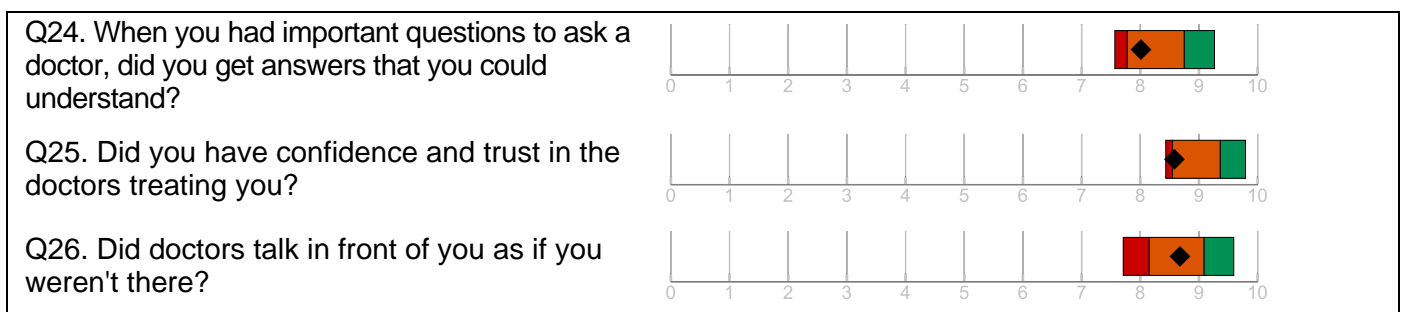 Q24. When you had important questions to ask a
doctor, did you get answers that you could
understand?
0 1 2 3 4 5 6 7 8 9 10
Q25. Did you have confidence and trust in the
doctors treating you?
0 1 2 3 4 5 6 7 8 9 10
Q26. Did doctors talk in front of you as if you
weren't there?
0 1 2 3 4 5 6 7 8 9 10